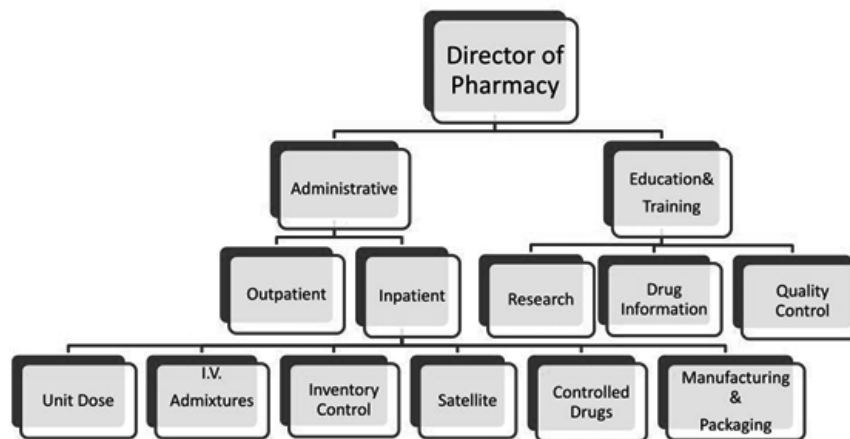 Director of
Pharmacy
Administrative
Education&
Training
Outpatient
Inpatient
Research
Drug
Information
Quality
Control
Unit Dose
I.V.
Admixtures
Inventory
Control
Satellite
Controlled
Drugs
Manufacturing
&
Packaging